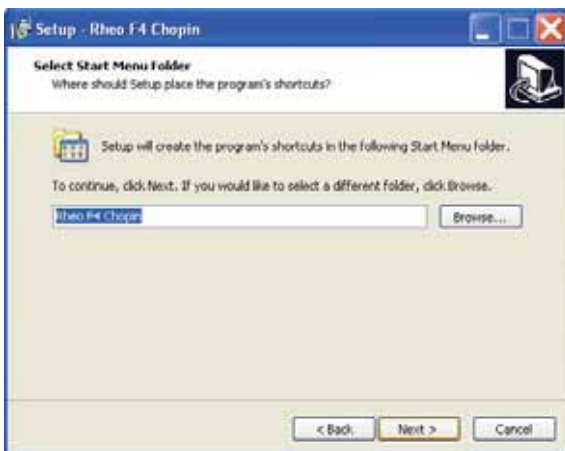 Setup - Rheo F4 Chopin
Select Start Menu Folder
Where should Setup place the program's shortcuts?
Setup will create the program's shortcuts in the following Start Menu folder.
To continue, click Next. If you would like to select a different folder, click Browse.
Rheo F4 Chopin
Browse...
< Back
Next >
Cancel